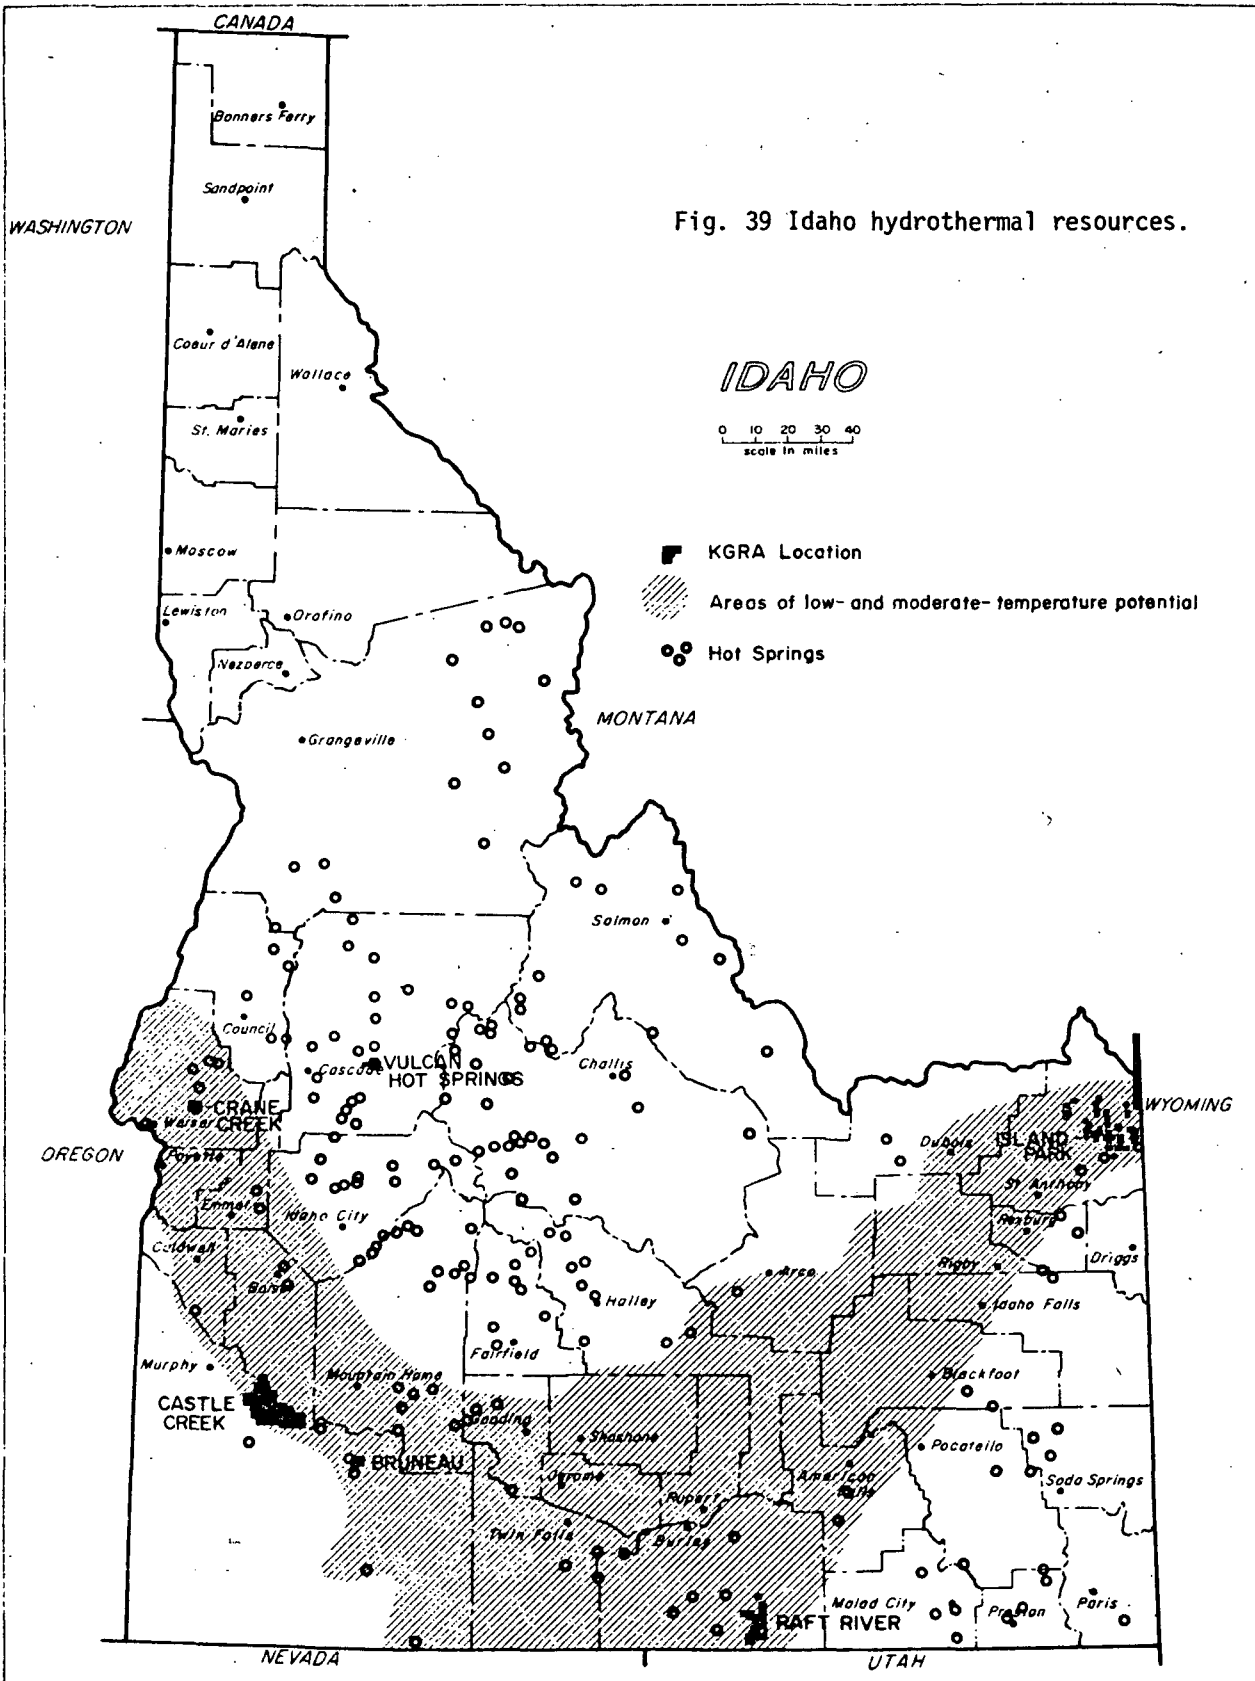 CANADA
Bonners Ferry
Sandpoint
WASHINGTON
Fig. 39 Idaho hydrothermal resources.
Coeur d'Alene
Wallace
IDAHO
0 10 20 30 40
scale in miles
St. Maries
Moscow
KGRA Location
Areas of low- and moderate- temperature potential
Lewiston
Orofino
Hot Springs
Nezperce
MONTANA
Grangeville
Salmon
Council
Cascade
VULCAN
HOT SPRINGS
Challis
CRANE
CREEK
Weiser
WYOMING
OREGON
Payette
Dubois
ISLAND
PARK
St Anthony
Emmet
Idaho City
Rexburg
Caldwell
Driggs
Boise
Arco
Rigby
Hailey
Idaho Falls
Murphy
Fairfield
Mountain Home
Blackfoot
CASTLE
CREEK
Gooding
Shoshone
Pocatello
BRUNEAU
Jerome
American
Falls
Soda Springs
Rupert
Twin Falls
Burley
Malad City
Preston
Paris
RAFT RIVER
NEVADA
UTAH